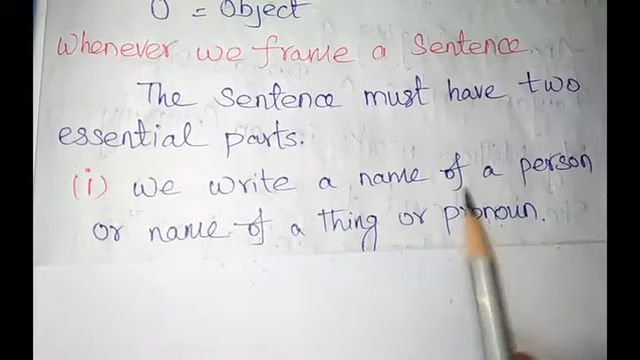 O = Object
Whenever we frame a sentence
The sentence must have two
essential parts.
(i) we write a name of a person
or name of a thing or pronoun.